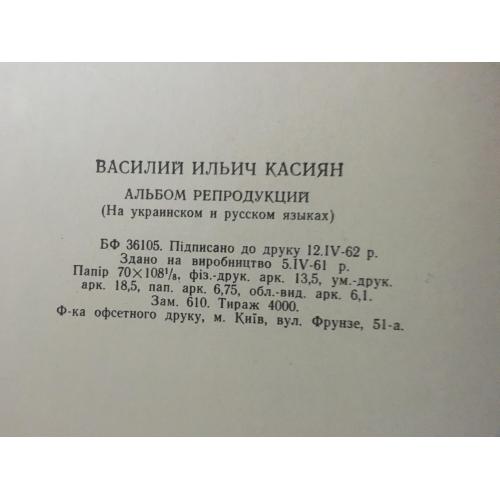 ВАСИЛИЙ ИЛЬИЧ КАСИЯН
АЛЬБОМ РЕПРОДУКЦИЙ
(На украинском и русском языках)
БФ 36105. Підписано до друку 12.IV-62 р.
Здано на виробництво 5.IV-61 р.
Папір 70×108¹/₈, фіз.-друк. арк. 13,5, ум.-друк.
арк. 18,5, пап. арк. 6,75, обл.-вид. арк. 6,1.
Зам. 610. Тираж 4000.
Ф-ка офсетного друку, м. Київ, вул. Фрунзе, 51-а.